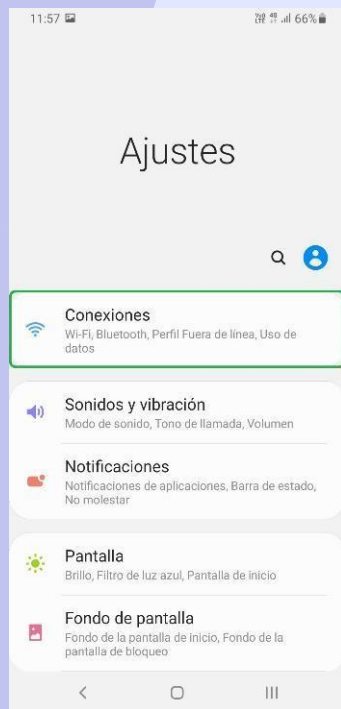 11:57 66%
Ajustes
Conexiones
Wi-Fi, Bluetooth, Perfil Fuera de línea, Uso de
datos
Sonidos y vibración
Modo de sonido, Tono de llamada, Volumen
Notificaciones
Notificaciones de aplicaciones, Barra de estado,
No molestar
Pantalla
Brillo, Filtro de luz azul, Pantalla de inicio
Fondo de pantalla
Fondo de la pantalla de inicio, Fondo de la
pantalla de bloqueo